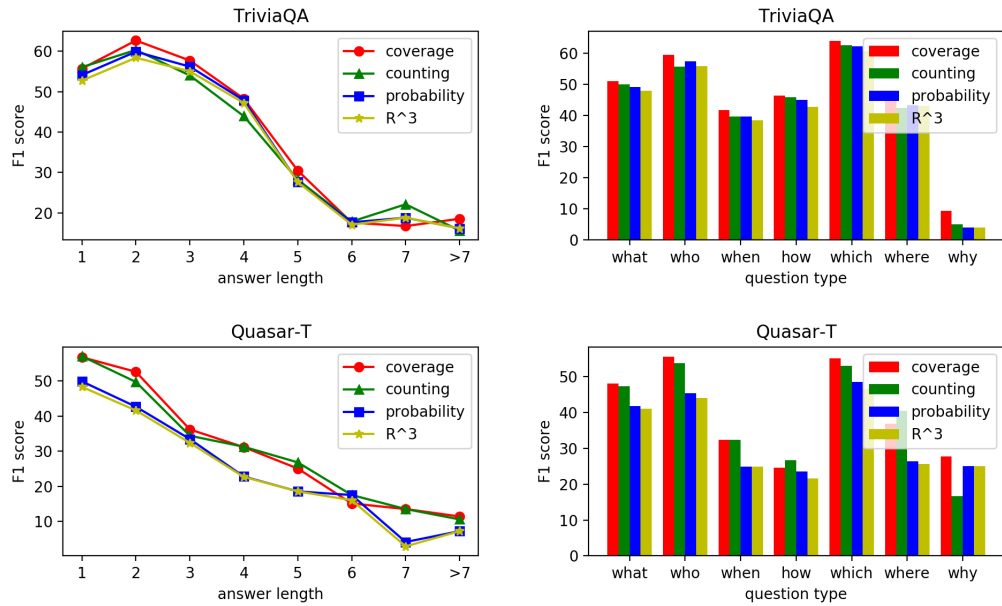 TriviaQA
F1 score
60
50
40
30
20
1 2 3 4 5 6 7 >7
answer length
coverage
counting
probability
R^3
TriviaQA
F1 score
60
50
40
30
20
10
0
what who when how which where why
question type
coverage
counting
probability
R^3
Quasar-T
F1 score
50
40
30
20
10
1 2 3 4 5 6 7 >7
answer length
coverage
counting
probability
R^3
Quasar-T
F1 score
50
40
30
20
10
0
what who when how which where why
question type
coverage
counting
probability
R^3